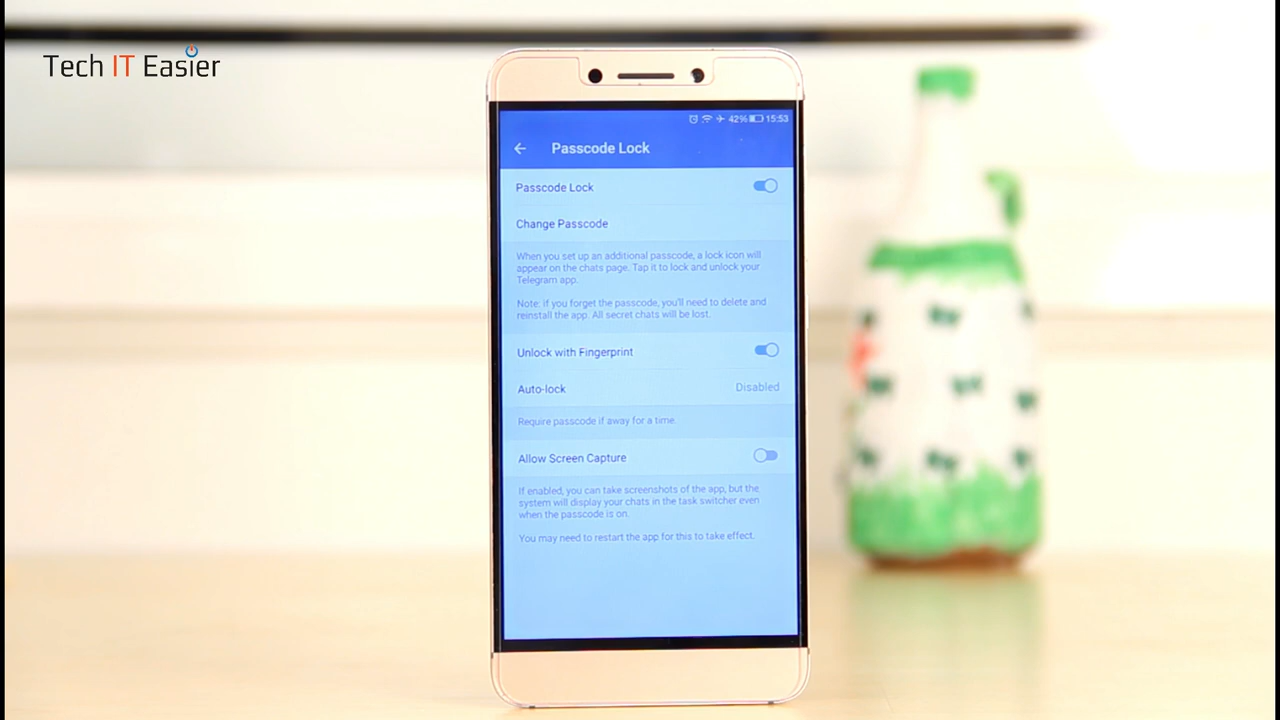 Tech IT Easier
42% 15:53
Passcode Lock
Passcode Lock
Change Passcode
When you set up an additional passcode, a lock icon will
appear on the chats page. Tap it to lock and unlock your
Telegram app.
Note: if you forget the passcode, you'll need to delete and
reinstall the app. All secret chats will be lost.
Unlock with Fingerprint
Auto-lock Disabled
Require passcode if away for a time.
Allow Screen Capture
If enabled, you can take screenshots of the app, but the
system will display your chats in the task switcher even
when the passcode is on.
You may need to restart the app for this to take effect.